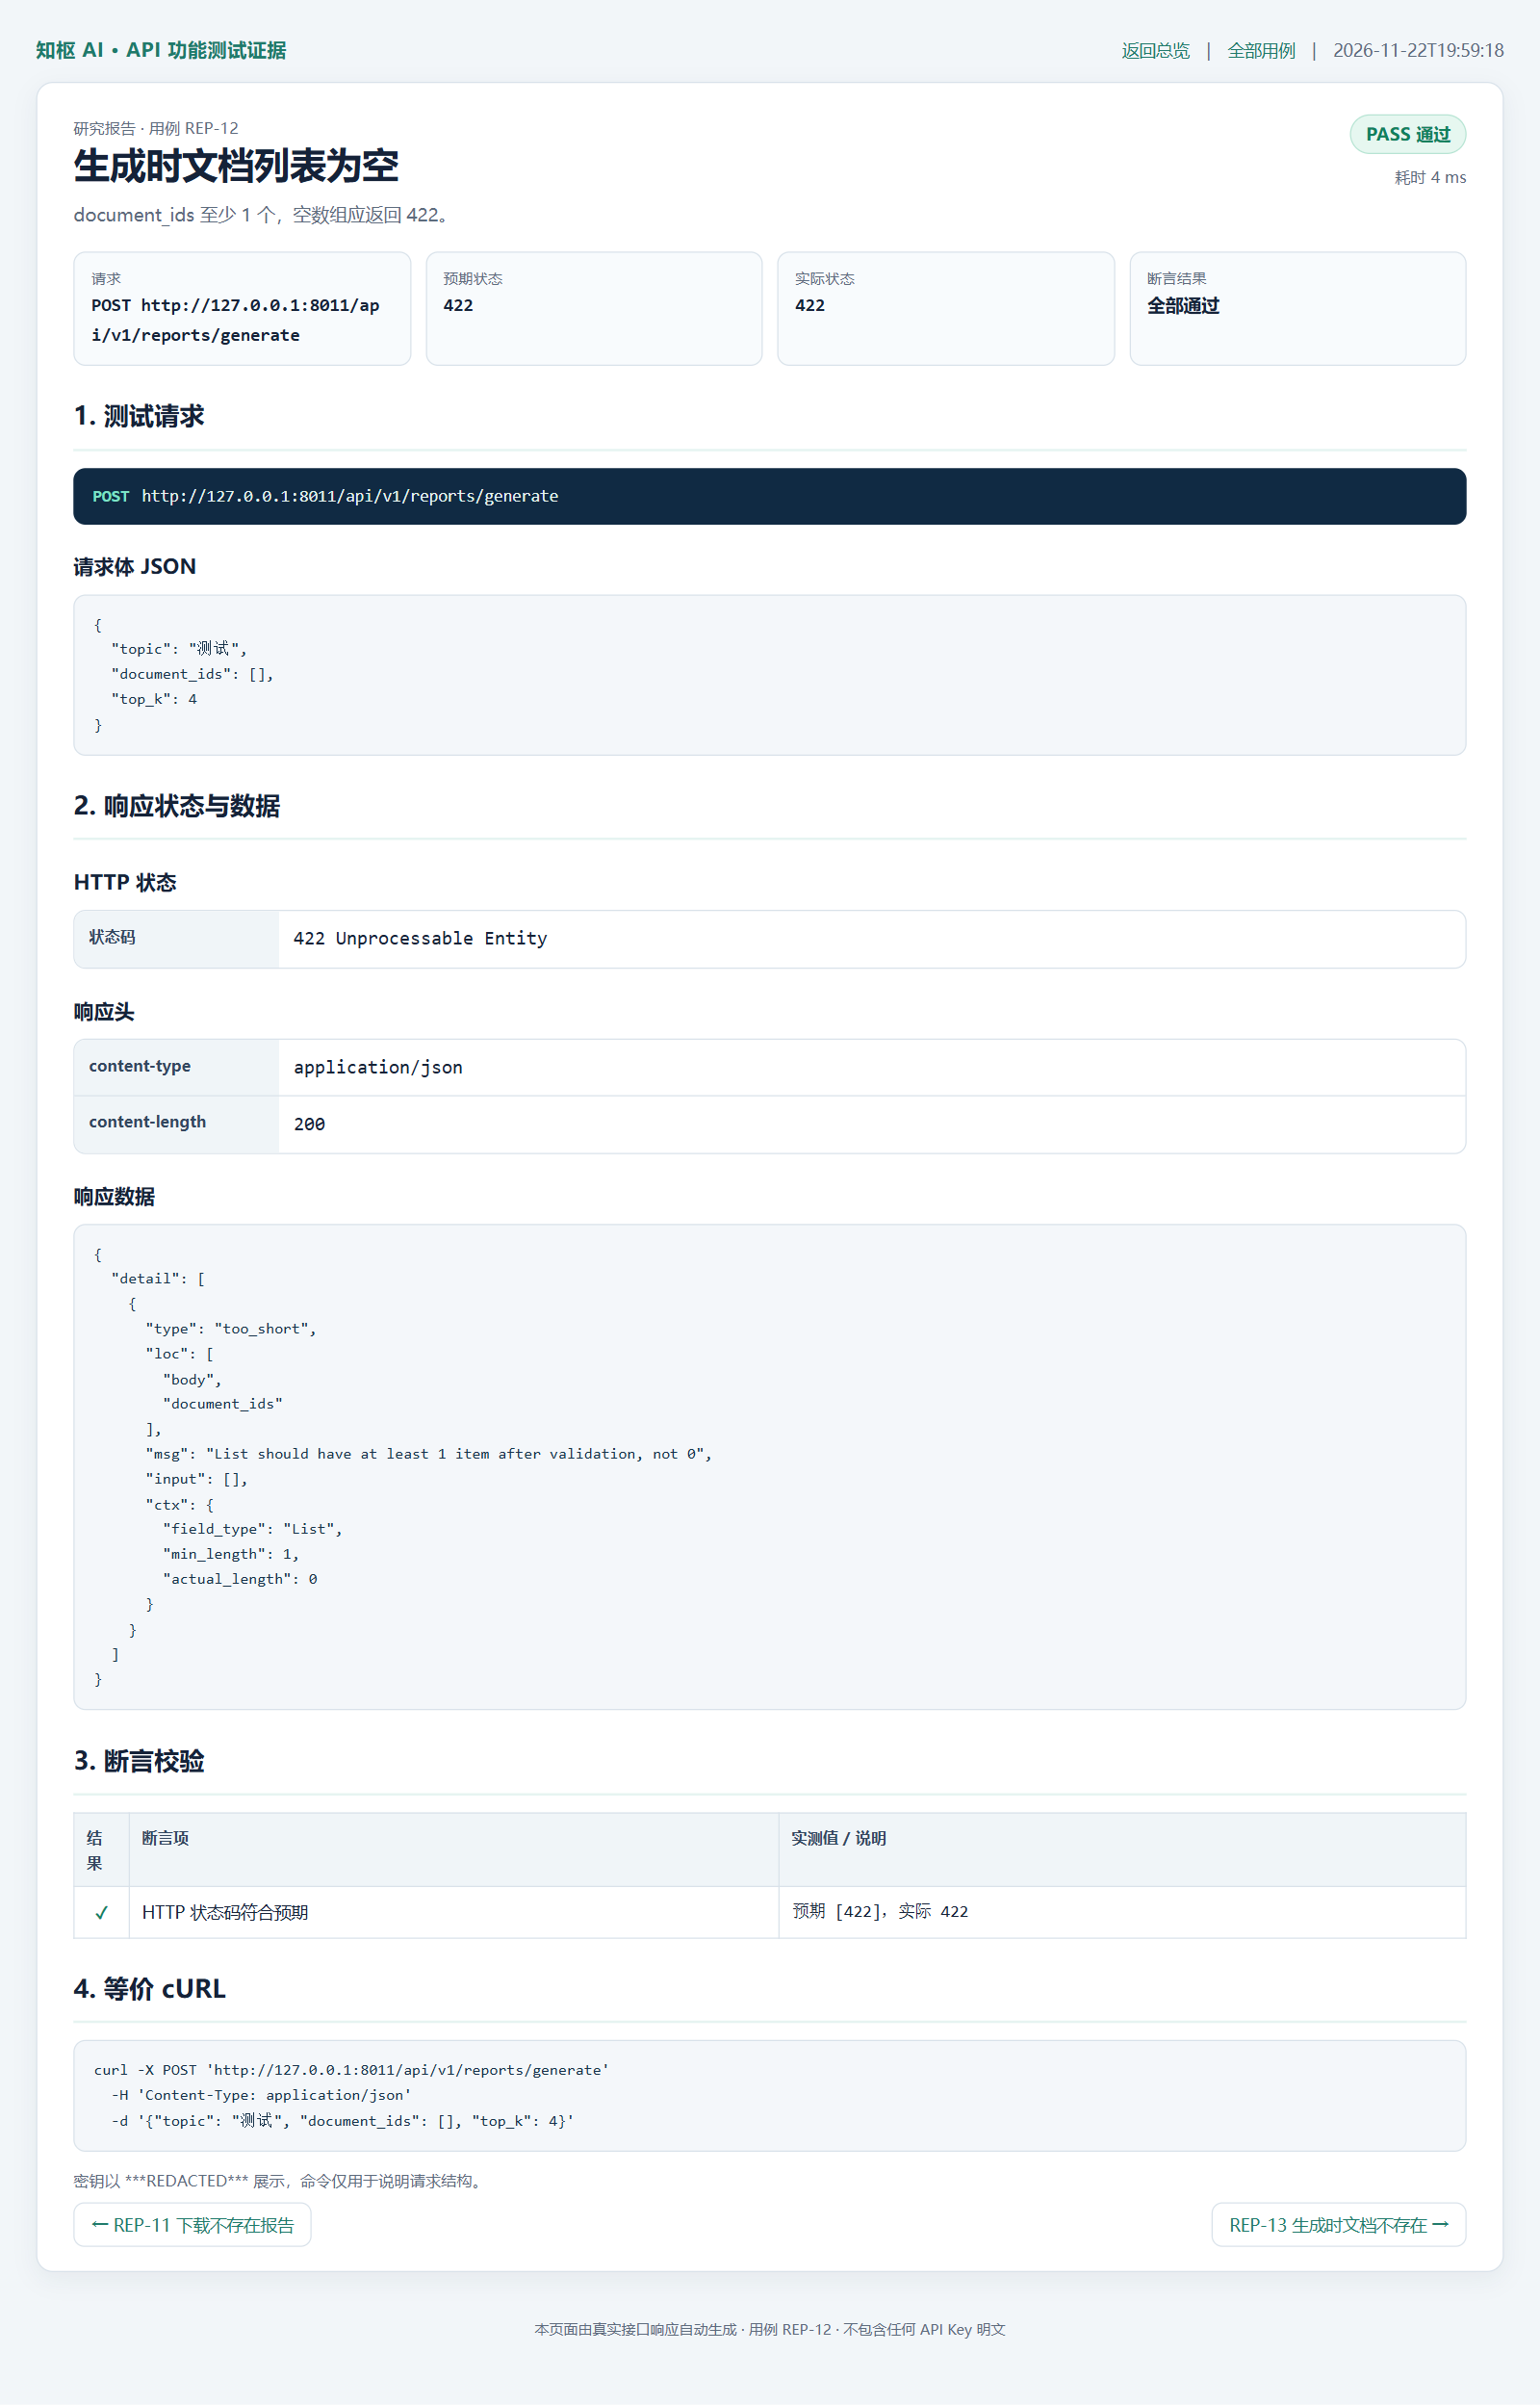 知枢 AI • API 功能测试证据
返回总览 | 全部用例 | 2026-11-22T19:59:18
研究报告 · 用例 REP-12
PASS 通过
生成时文档列表为空
耗时 4 ms
document_ids 至少 1 个，空数组应返回 422。
请求
POST http://127.0.0.1:8011/ap
i/v1/reports/generate
预期状态
422
实际状态
422
断言结果
全部通过
1. 测试请求
POST http://127.0.0.1:8011/api/v1/reports/generate
请求体 JSON
{
  "topic": "测试",
  "document_ids": [],
  "top_k": 4
}
2. 响应状态与数据
HTTP 状态
状态码 422 Unprocessable Entity
响应头
content-type application/json
content-length 200
响应数据
{
  "detail": [
    {
      "type": "too_short",
      "loc": [
        "body",
        "document_ids"
      ],
      "msg": "List should have at least 1 item after validation, not 0",
      "input": [],
      "ctx": {
        "field_type": "List",
        "min_length": 1,
        "actual_length": 0
      }
    }
  ]
}
3. 断言校验
结果 断言项 实测值 / 说明
✓ HTTP 状态码符合预期 预期 [422]，实际 422
4. 等价 cURL
curl -X POST 'http://127.0.0.1:8011/api/v1/reports/generate'
  -H 'Content-Type: application/json'
  -d '{"topic": "测试", "document_ids": [], "top_k": 4}'
密钥以 ***REDACTED*** 展示，命令仅用于说明请求结构。
← REP-11 下载不存在报告
REP-13 生成时文档不存在 →
本页面由真实接口响应自动生成 · 用例 REP-12 · 不包含任何 API Key 明文